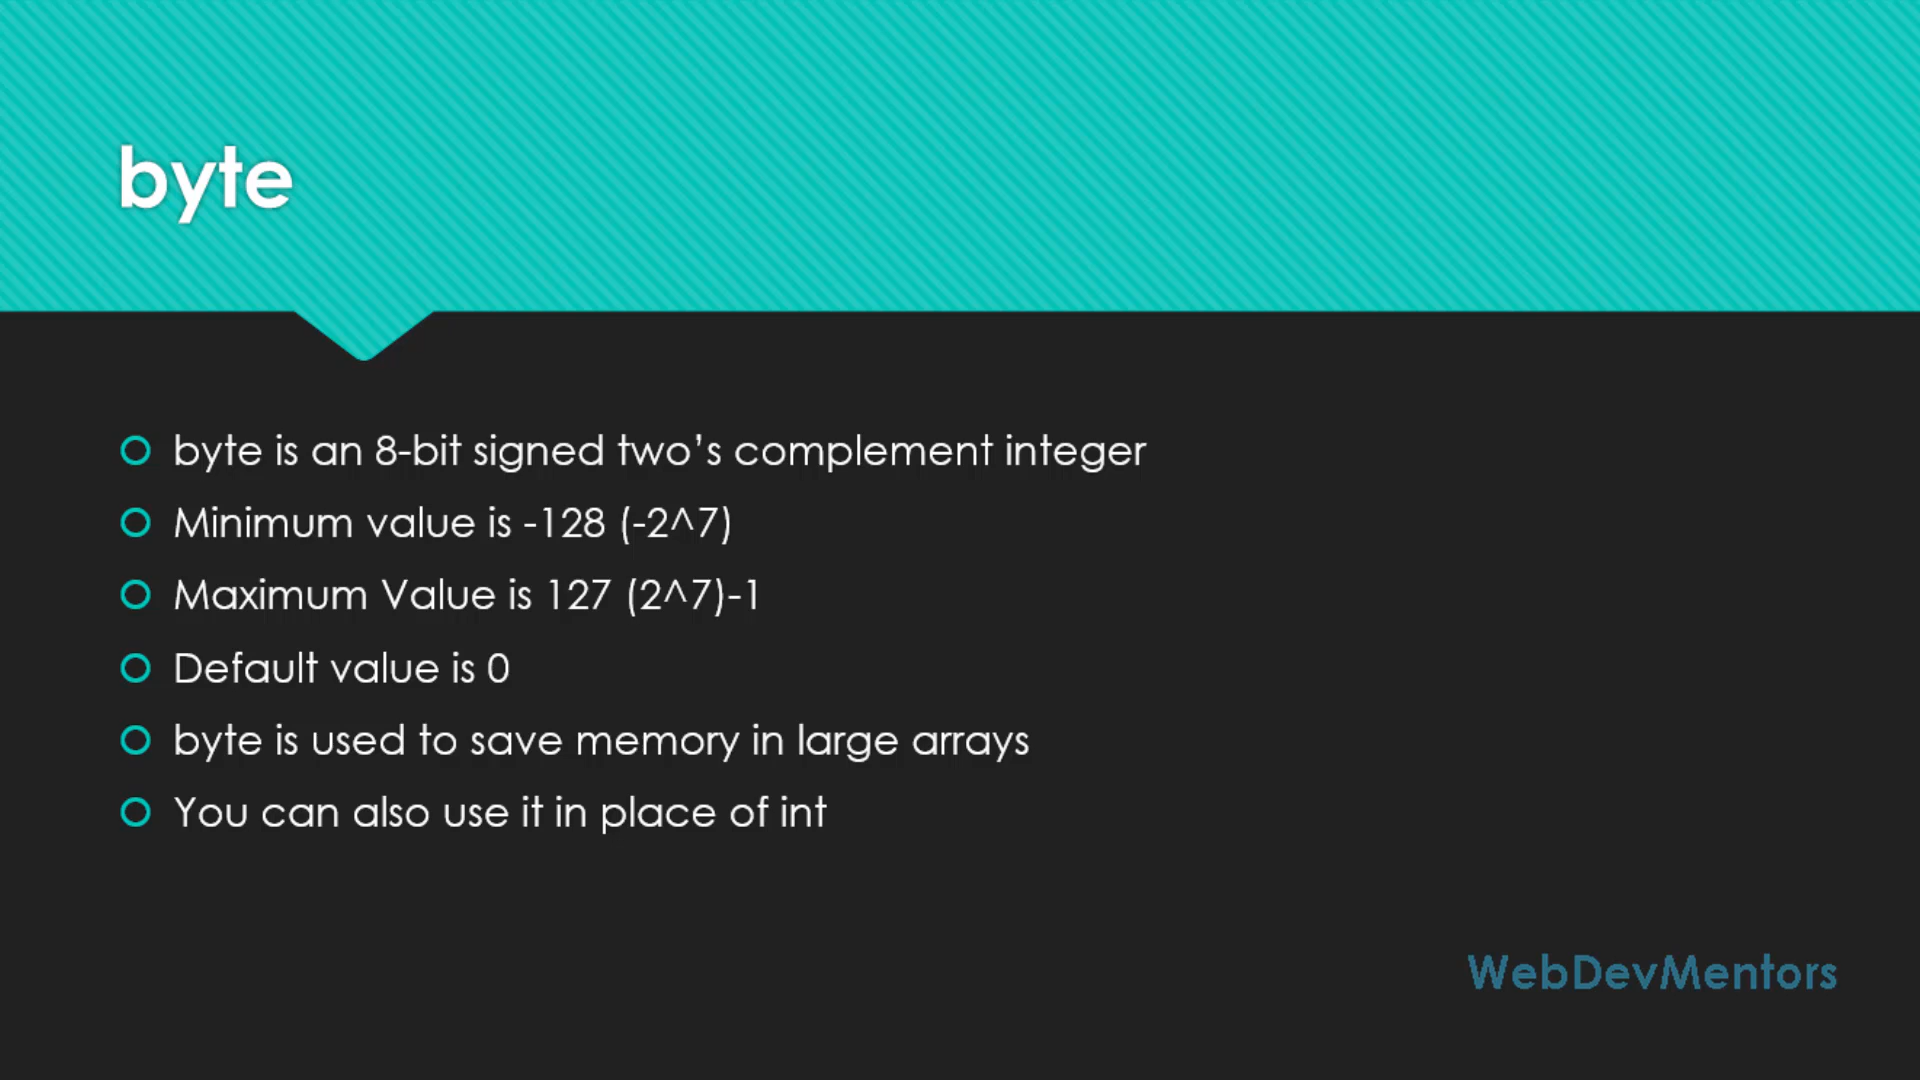 byte
byte is an 8-bit signed two’s complement integer
Minimum value is -128 (-2^7)
Maximum Value is 127 (2^7)-1
Default value is 0
byte is used to save memory in large arrays
You can also use it in place of int
WebDevMentors